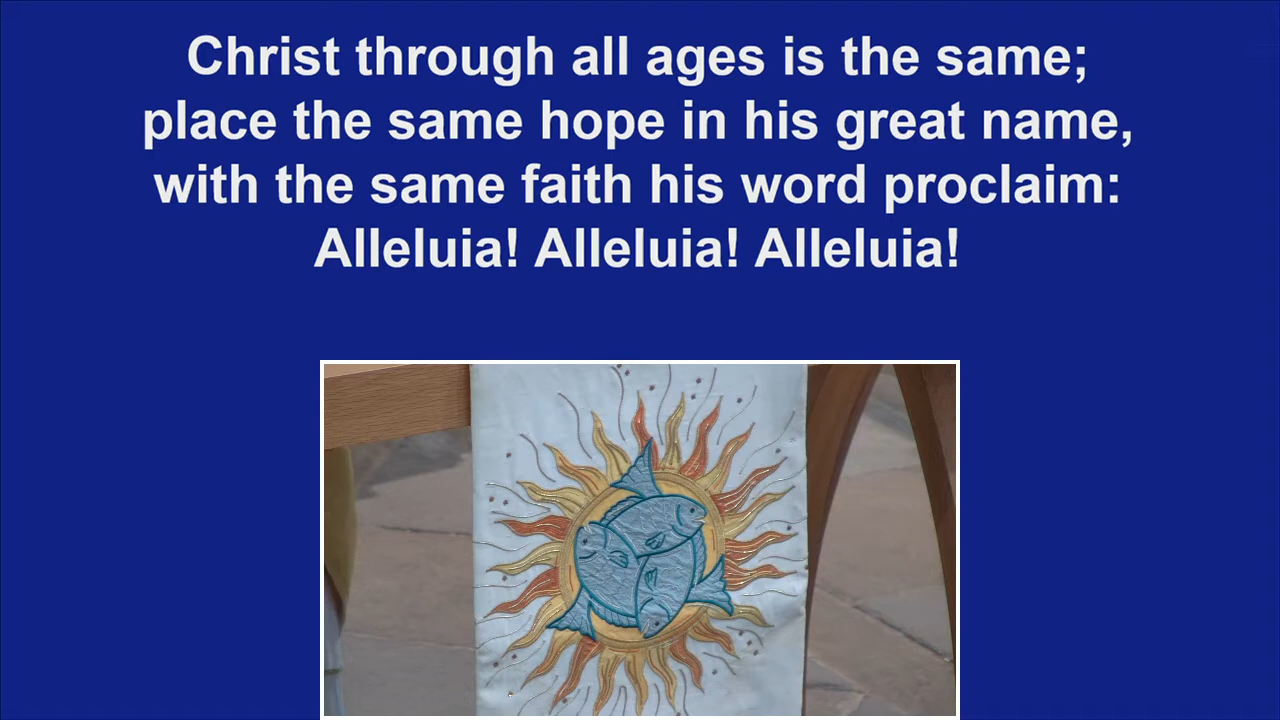 Christ through all ages is the same;
place the same hope in his great name,
with the same faith his word proclaim:
Alleluia! Alleluia! Alleluia!